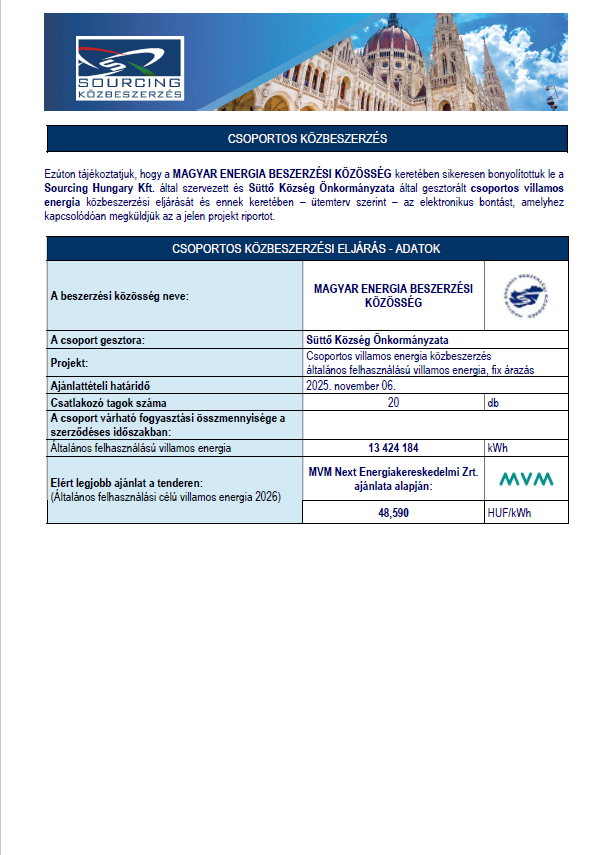 SOURCING
KÖZBESZERZÉS
CSOPORTOS KÖZBESZERZÉS
Ezúton tájékoztatjuk, hogy a MAGYAR ENERGIA BESZERZÉSI KÖZÖSSÉG keretében sikeresen bonyolítottuk le a
Sourcing Hungary Kft. által szervezett és Süttő Község Önkormányzata által gesztorált csoportos villamos
energia közbeszerzési eljárását és ennek keretében – ütemterv szerint – az elektronikus bontást, amelyhez
kapcsolódóan megküldjük az a jelen projekt riportot.
CSOPORTOS KÖZBESZERZÉSI ELJÁRÁS - ADATOK
A beszerzési közösség neve:
MAGYAR ENERGIA BESZERZÉSI
KÖZÖSSÉG
MAGYAR ENERGIA BESZERZÉSI KÖZÖSSÉG
A csoport gesztora:
Süttő Község Önkormányzata
Projekt:
Csoportos villamos energia közbeszerzés
általános felhasználású villamos energia, fix árazás
Ajánlattételi határidő
2025. november 06.
Csatlakozó tagok száma
20
db
A csoport várható fogyasztási összmennyisége a
szerződéses időszakban:
Általános felhasználású villamos energia
13 424 184
kWh
Elért legjobb ajánlat a tenderen:
(Általános felhasználási célú villamos energia 2026)
MVM Next Energiakereskedelmi Zrt.
ajánlata alapján:
MVM
48,590
HUF/kWh